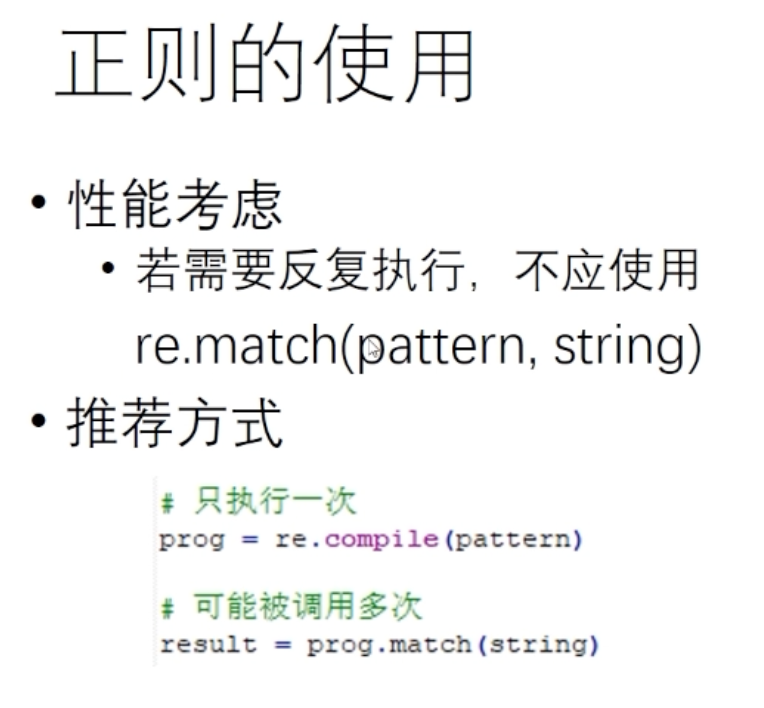 正则的使用
• 性能考虑
• 若需要反复执行，不应使用
re.match(pattern, string)
• 推荐方式
# 只执行一次
prog = re.compile(pattern)
# 可能被调用多次
result = prog.match(string)